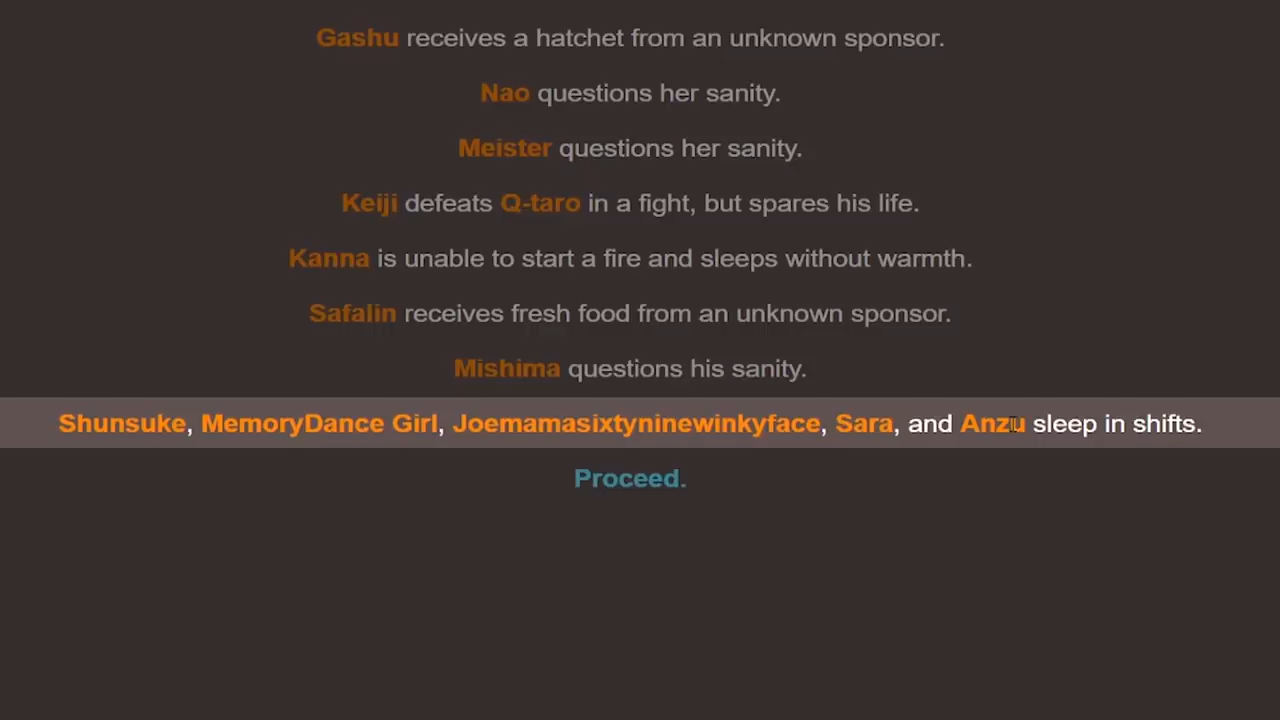 Gashu receives a hatchet from an unknown sponsor.
Nao questions her sanity.
Meister questions her sanity.
Keiji defeats Q-taro in a fight, but spares his life.
Kanna is unable to start a fire and sleeps without warmth.
Safalin receives fresh food from an unknown sponsor.
Mishima questions his sanity.
Shunsuke, MemoryDance Girl, Joemamasixtyninewinkyface, Sara, and Anzu sleep in shifts.
Proceed.